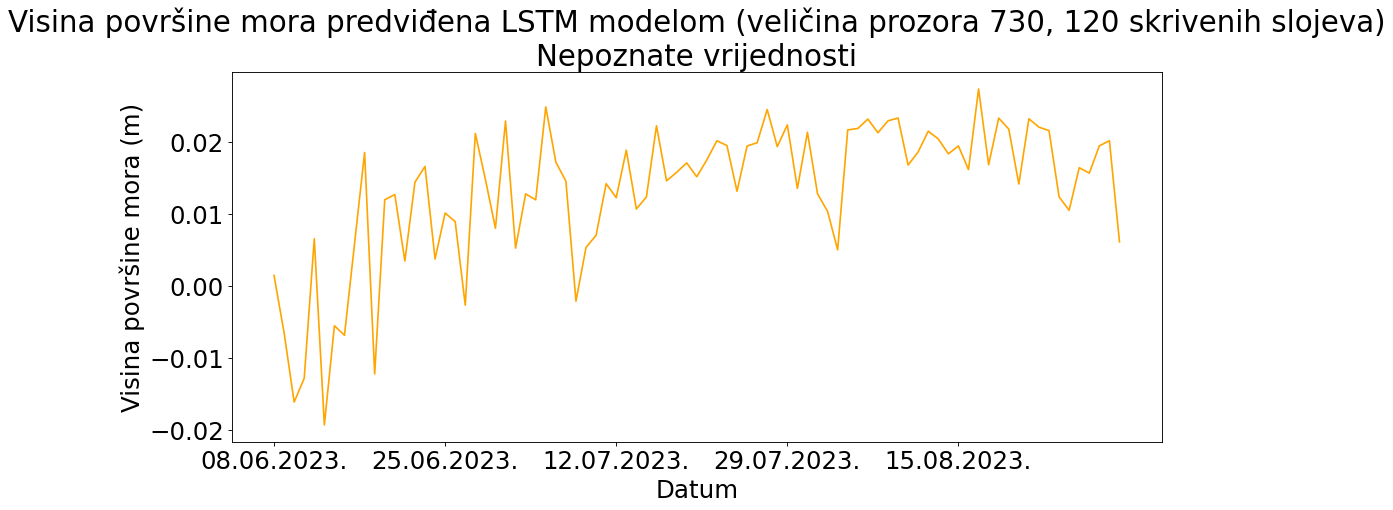 Visina površine mora predviđena LSTM modelom (veličina prozora 730, 120 skrivenih slojeva)
Nepoznate vrijednosti
Visina površine mora (m)
0.02
0.01
0.00
−0.01
−0.02
08.06.2023. 25.06.2023. 12.07.2023. 29.07.2023. 15.08.2023.
Datum